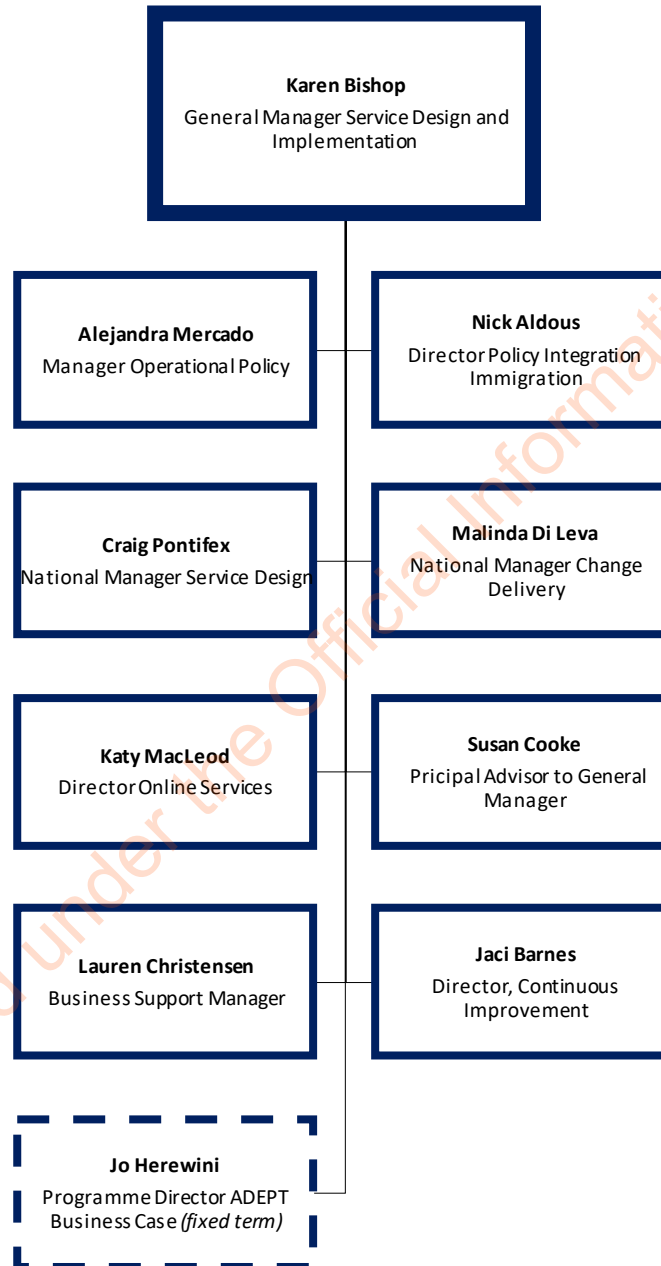 Karen Bishop
General Manager Service Design and
Implementation
Alejandra Mercado
Manager Operational Policy
Nick Aldous
Director Policy Integration
Immigration
Craig Pontifex
National Manager Service Design
Malinda Di Leva
National Manager Change
Delivery
Katy MacLeod
Director Online Services
Susan Cooke
Pricipal Advisor to General
Manager
Lauren Christensen
Business Support Manager
Jaci Barnes
Director, Continuous
Improvement
Jo Herewini
Programme Director ADEPT
Business Case (fixed term)
under the Official